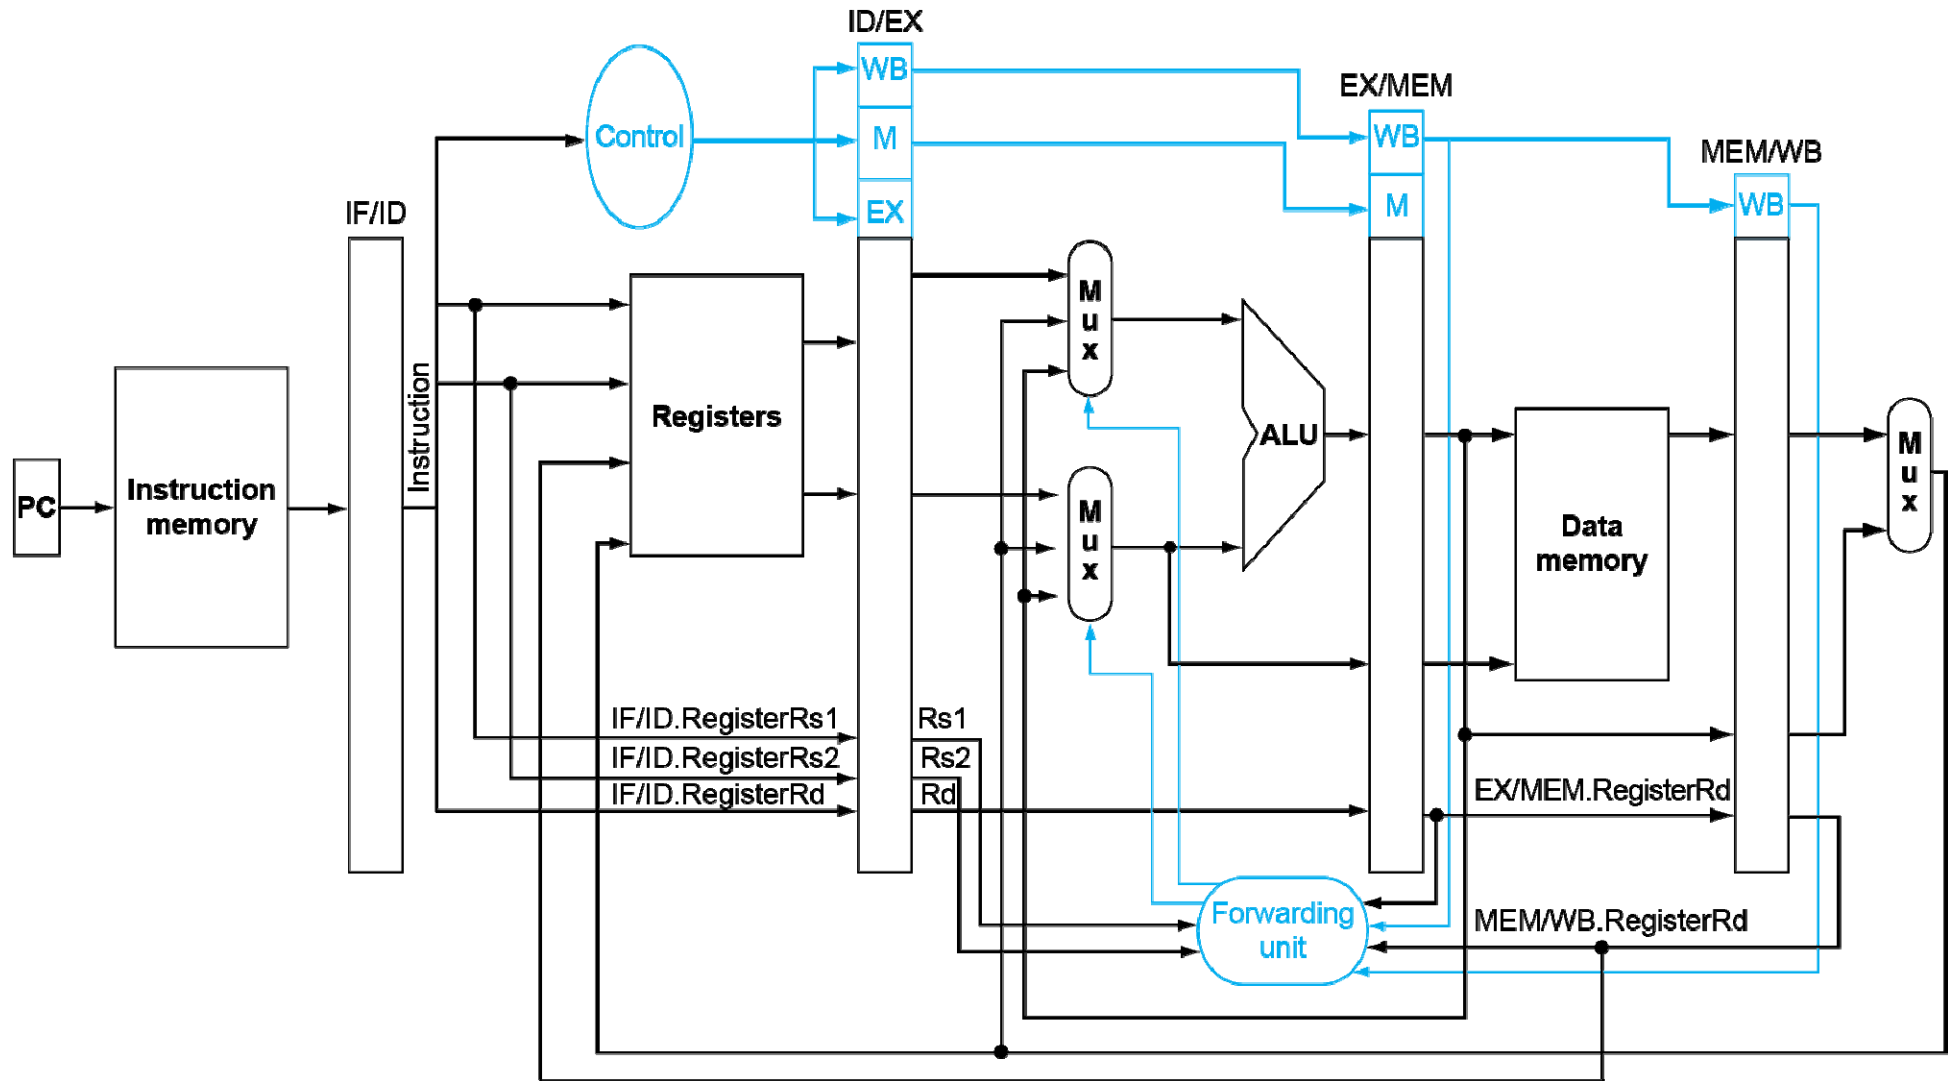 ID/EX
WB
Control
M
EX
EX/MEM
WB
M
MEM/WB
WB
IF/ID
PC
Instruction
memory
Instruction
Registers
M
u
x
M
u
x
ALU
Data
memory
M
u
x
IF/ID.RegisterRs1
Rs1
IF/ID.RegisterRs2
Rs2
IF/ID.RegisterRd
Rd
EX/MEM.RegisterRd
Forwarding
unit
MEM/WB.RegisterRd